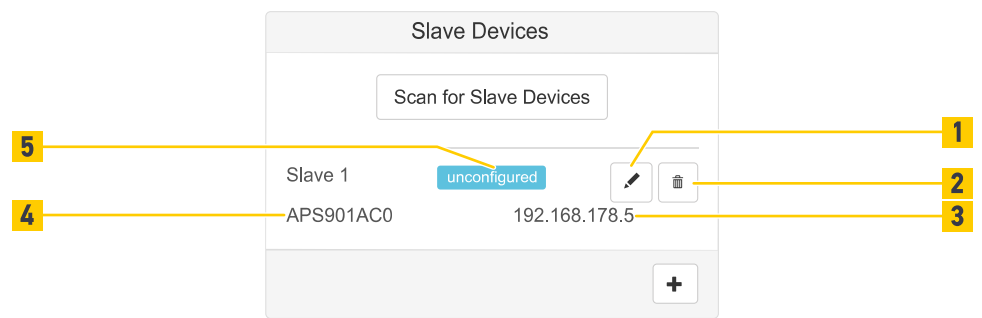 Slave Devices
Scan for Slave Devices
1
5
Slave 1 unconfigured
2
4 APS901AC0 192.168.178.5 3
+